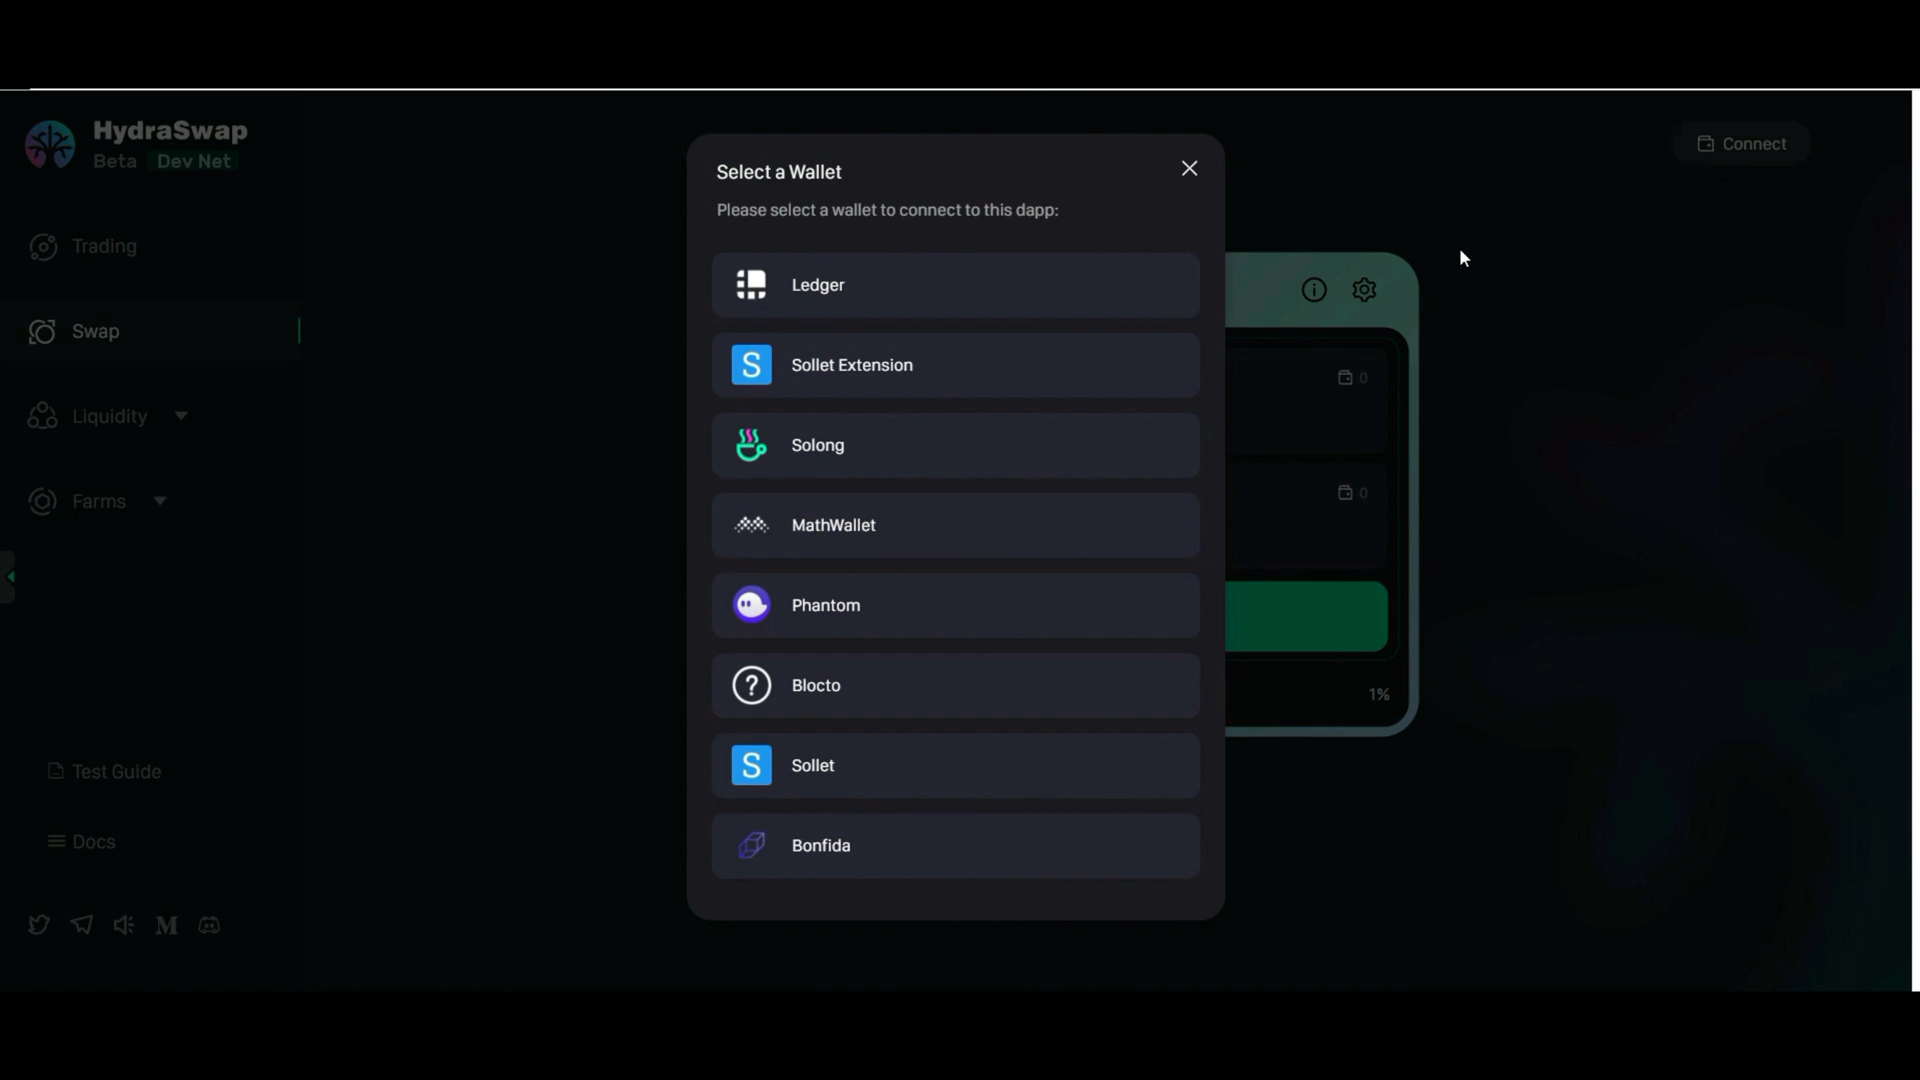 HydraSwap
Beta Dev Net
Connect
Trading
Swap
Liquidity
Farms
Test Guide
Docs
Select a Wallet
Please select a wallet to connect to this dapp:
Ledger
S Sollet Extension
Solong
MathWallet
Phantom
? Blocto
S Sollet
Bonfida
0
0
1%